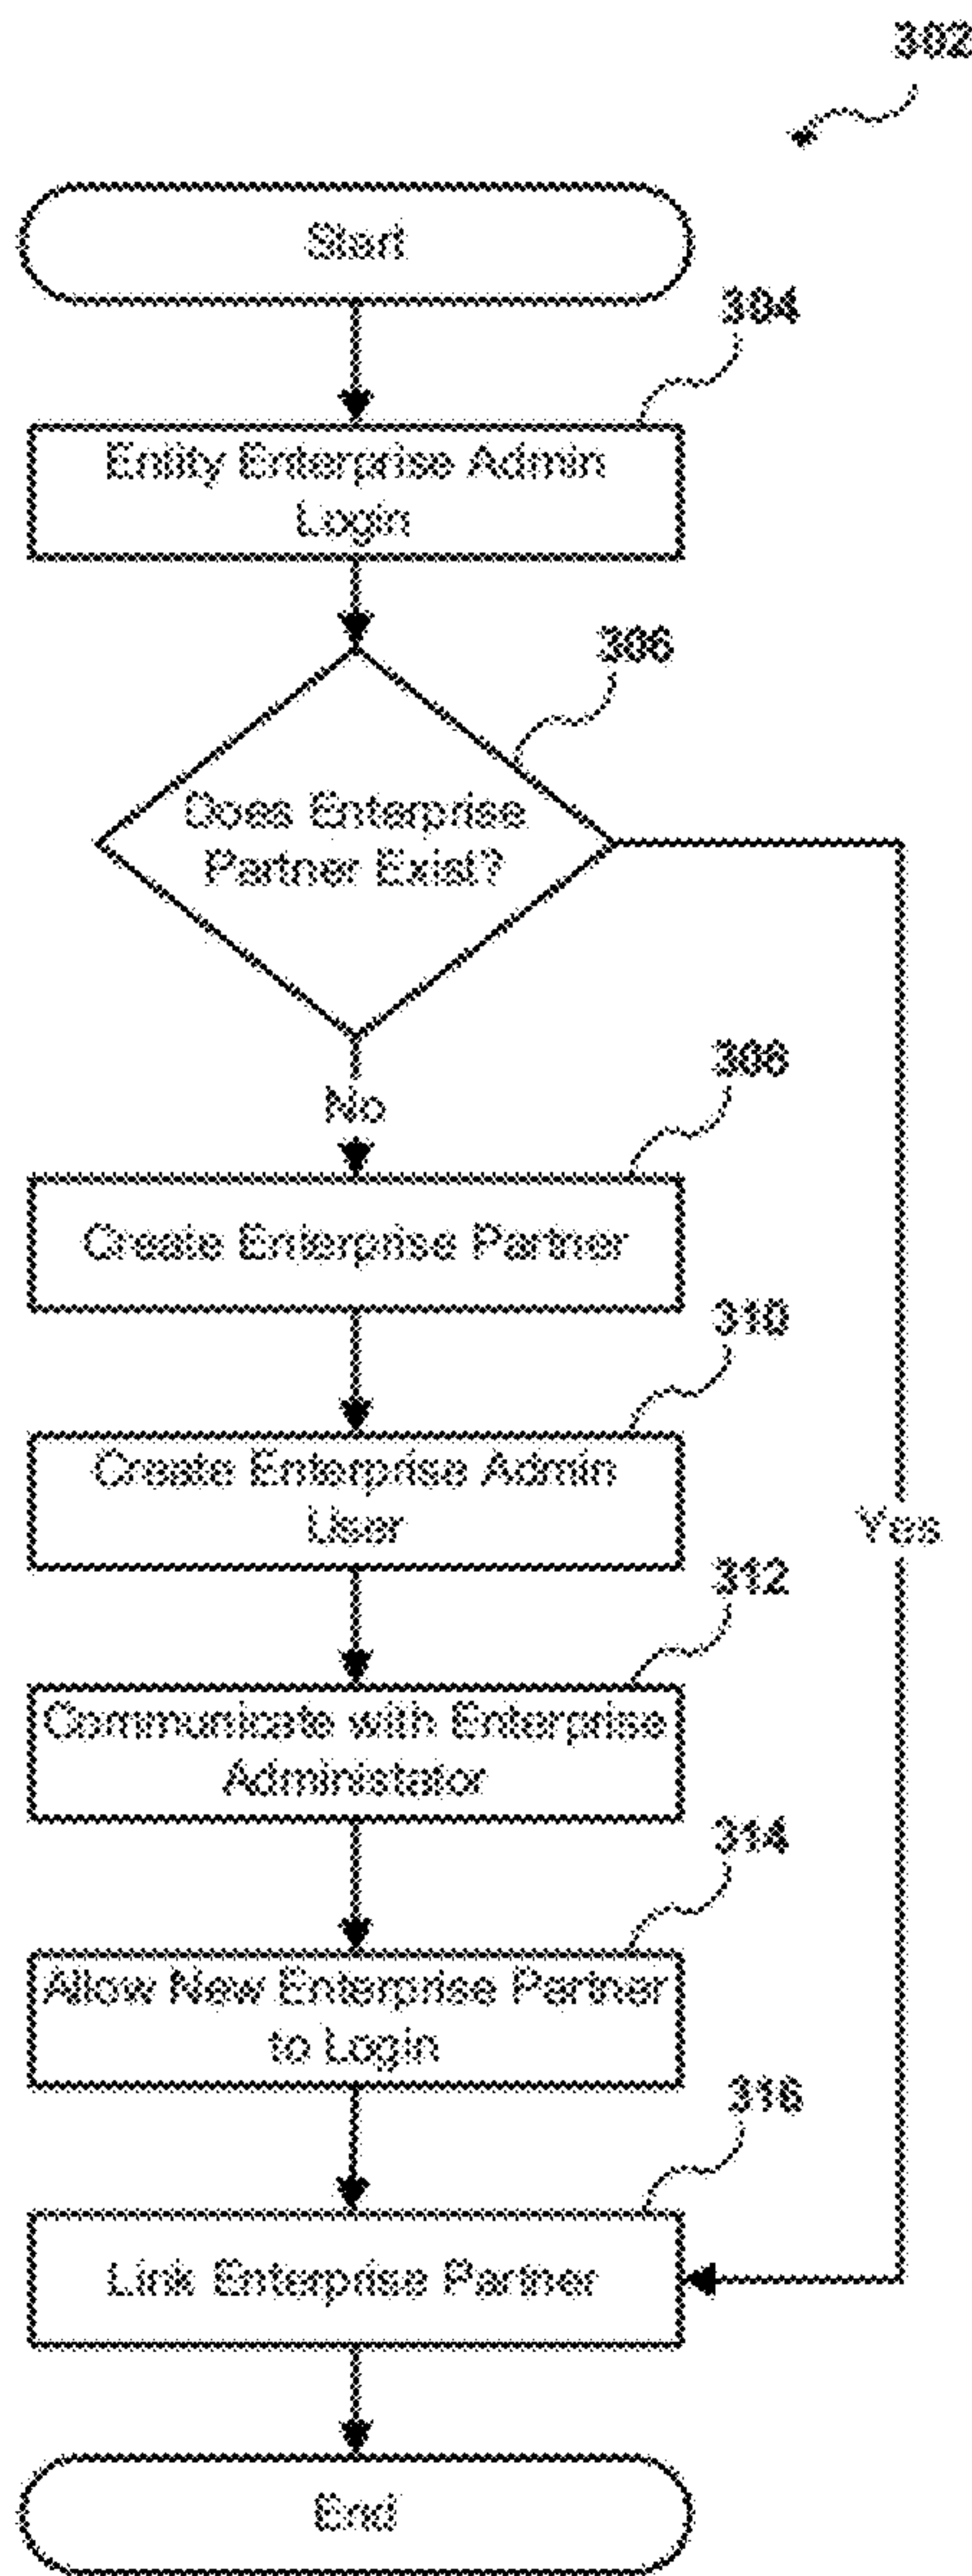 302
Start
304
Entity Enterprise Admin
Login
306
Does Enterprise
Partner Exist?
No
308
Create Enterprise Partner
310
Create Enterprise Admin
User
Yes
312
Communicate with Enterprise
Administator
314
Allow New Enterprise Partner
to Login
316
Link Enterprise Partner
End